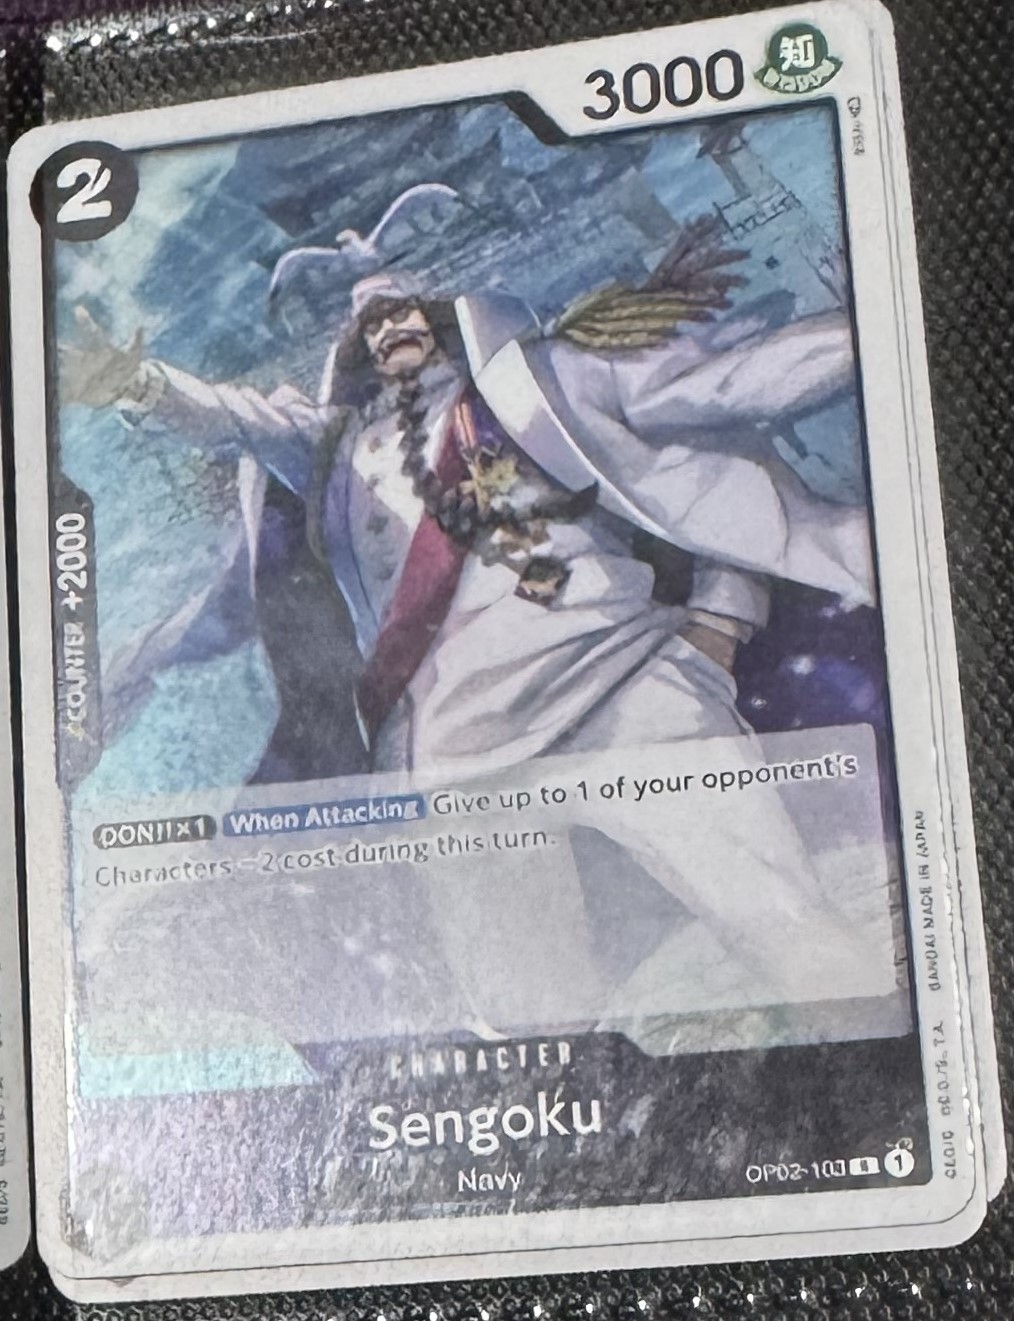 2
3000
知
COUNTER +2000
DON!!×1 When Attacking Give up to 1 of your opponent's
Characters −2 cost during this turn.
CHARACTER
Sengoku
Navy
1
BANDAI MADE IN JAPAN